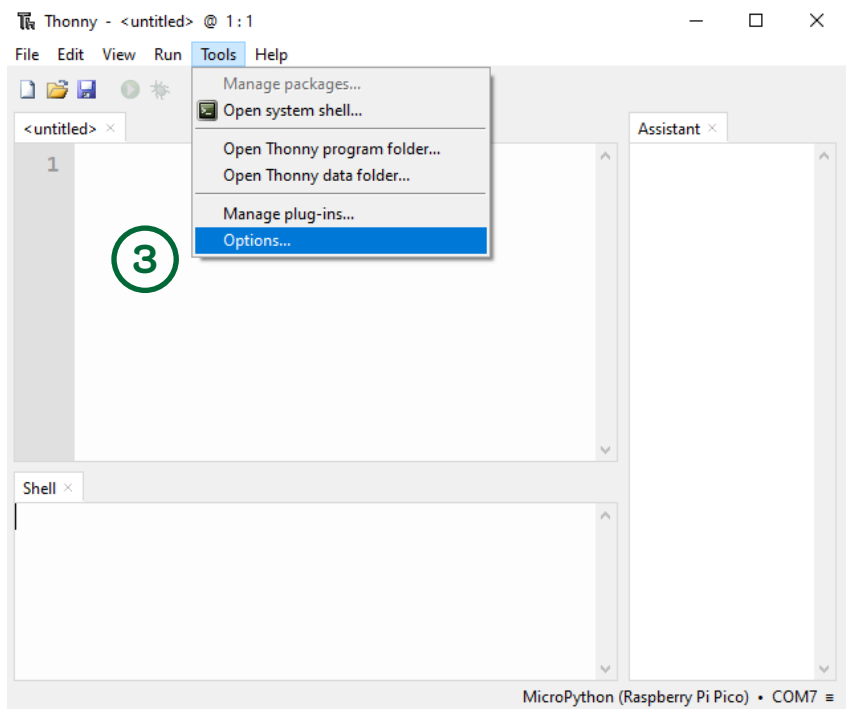 Thonny - <untitled> @ 1:1
File Edit View Run Tools Help
Manage packages...
Open system shell...
<untitled>
Assistant
Open Thonny program folder...
1
Open Thonny data folder...
Manage plug-ins...
Options...
3
Shell
MicroPython (Raspberry Pi Pico) • COM7 ≡